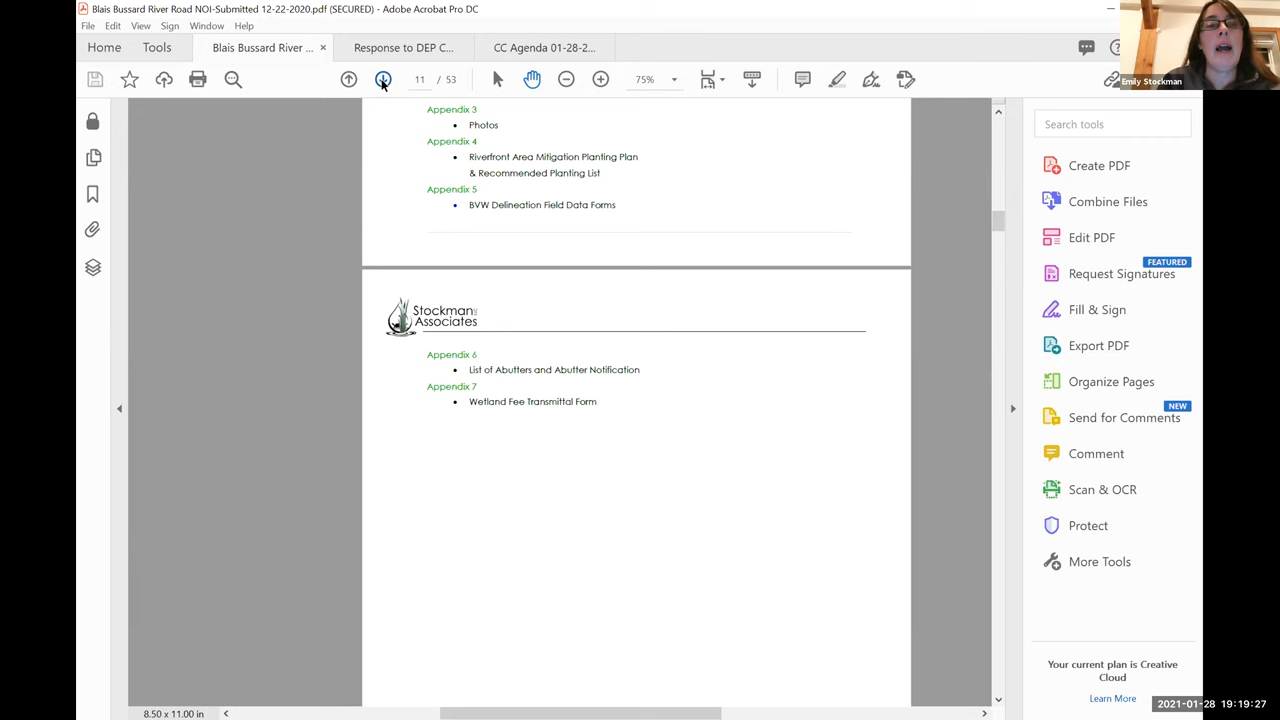 Blais Bussard River Road NOI-Submitted 12-22-2020.pdf (SECURED) - Adobe Acrobat Pro DC
File Edit View Sign Window Help
Home Tools Blais Bussard River ... × Response to DEP C... CC Agenda 01-28-2...
11 / 53 75%
Emily Stockman
Appendix 3
• Photos
Appendix 4
• Riverfront Area Mitigation Planting Plan
& Recommended Planting List
Appendix 5
• BVW Delineation Field Data Forms
Stockman LLC
Associates
Appendix 6
• List of Abutters and Abutter Notification
Appendix 7
• Wetland Fee Transmittal Form
Search tools
Create PDF
Combine Files
Edit PDF
FEATURED
Request Signatures
Fill & Sign
Export PDF
Organize Pages
NEW
Send for Comments
Comment
Scan & OCR
Protect
More Tools
Your current plan is Creative
Cloud
Learn More
8.50 x 11.00 in
2021-01-28 19:19:27